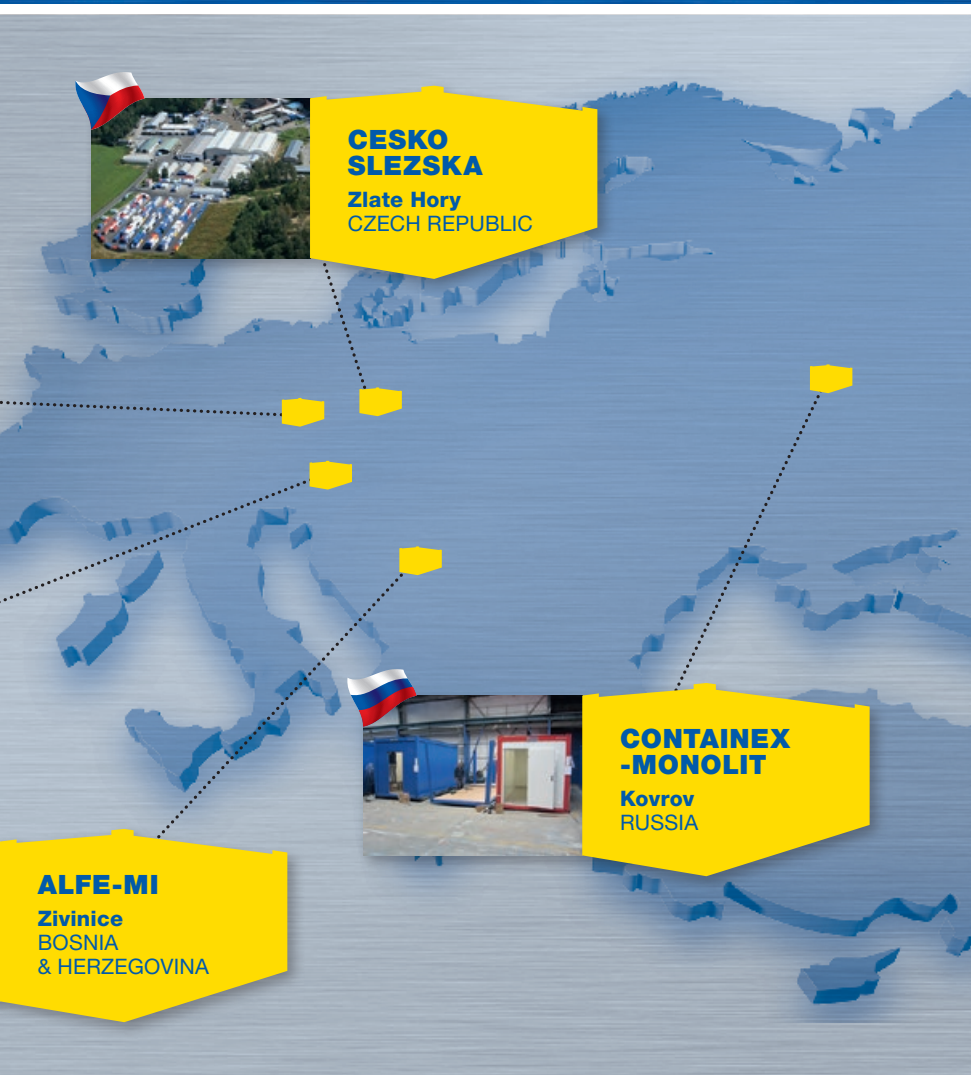 CESKO
SLEZSKA
Zlate Hory
CZECH REPUBLIC
CONTAINEX
-MONOLIT
Kovrov
RUSSIA
ALFE-MI
Zivinice
BOSNIA
& HERZEGOVINA